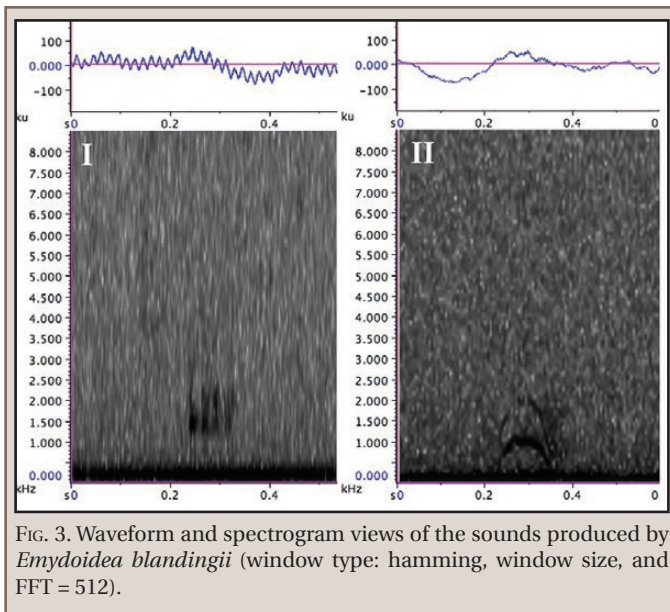 100
0.000
-100
ku
s0 0.2 0.4
100
0.000
-100
ku
s0 0.2 0.4 0
I
8.000
7.500
7.000
6.500
6.000
5.500
5.000
4.500
4.000
3.500
3.000
2.500
2.000
1.500
1.000
0.000
kHz
s0 0.2 0.4
II
8.000
7.500
7.000
6.500
6.000
5.500
5.000
4.500
4.000
3.500
3.000
2.500
2.000
1.500
1.000
0.000
kHz
s0 0.2 0.4 0
FIG. 3. Waveform and spectrogram views of the sounds produced by
Emydoidea blandingii (window type: hamming, window size, and
FFT = 512).